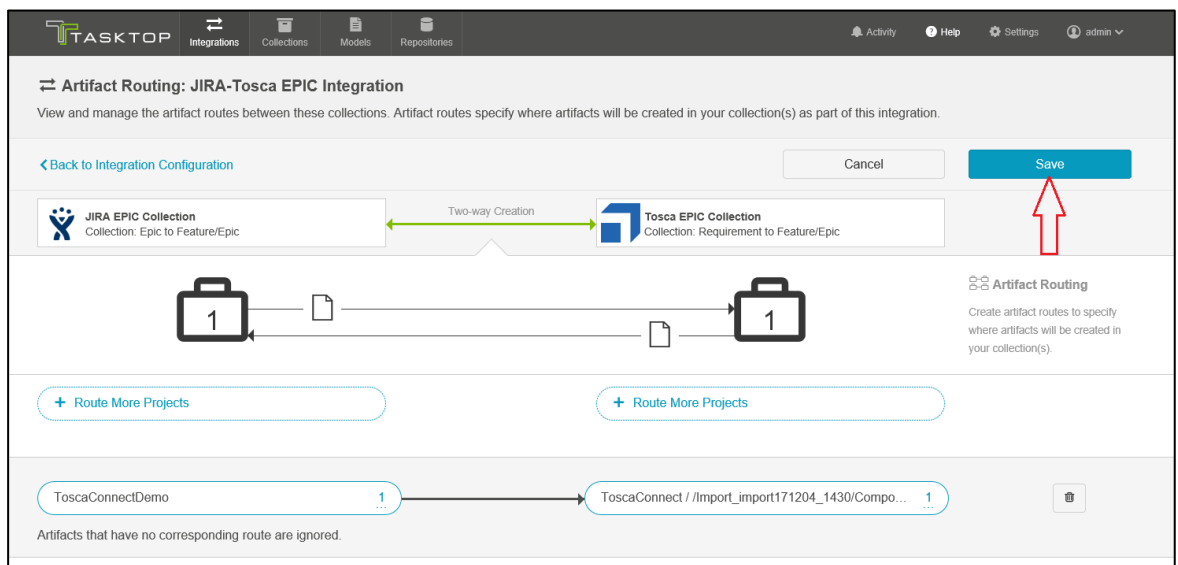 TASKTOP
Integrations
Collections
Models
Repositories
Activity
Help
Settings
admin
Artifact Routing: JIRA-Tosca EPIC Integration
View and manage the artifact routes between these collections. Artifact routes specify where artifacts will be created in your collection(s) as part of this integration.
Back to Integration Configuration
Cancel
Save
JIRA EPIC Collection
Collection: Epic to Feature/Epic
Two-way Creation
Tosca EPIC Collection
Collection: Requirement to Feature/Epic
1
1
Artifact Routing
Create artifact routes to specify
where artifacts will be created in
your collection(s).
+ Route More Projects
+ Route More Projects
ToscaConnectDemo 1
...
ToscaConnect / /Import_import171204_1430/Compo... 1
...
Artifacts that have no corresponding route are ignored.